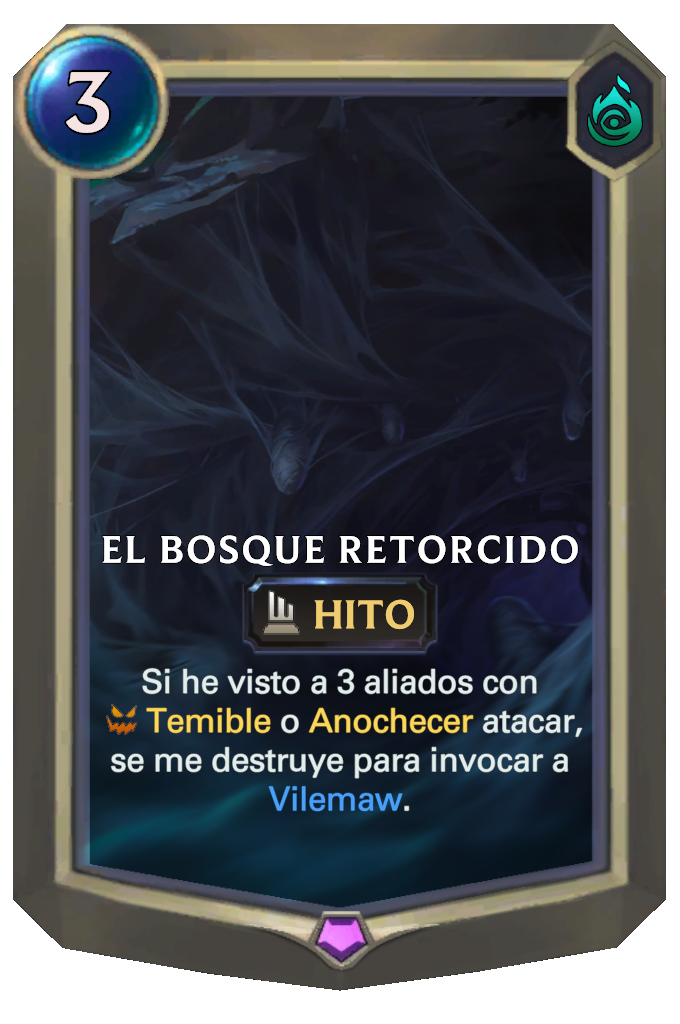 3
EL BOSQUE RETORCIDO
HITO
Si he visto a 3 aliados con
Temible o Anochecer atacar,
se me destruye para invocar a
Vilemaw.